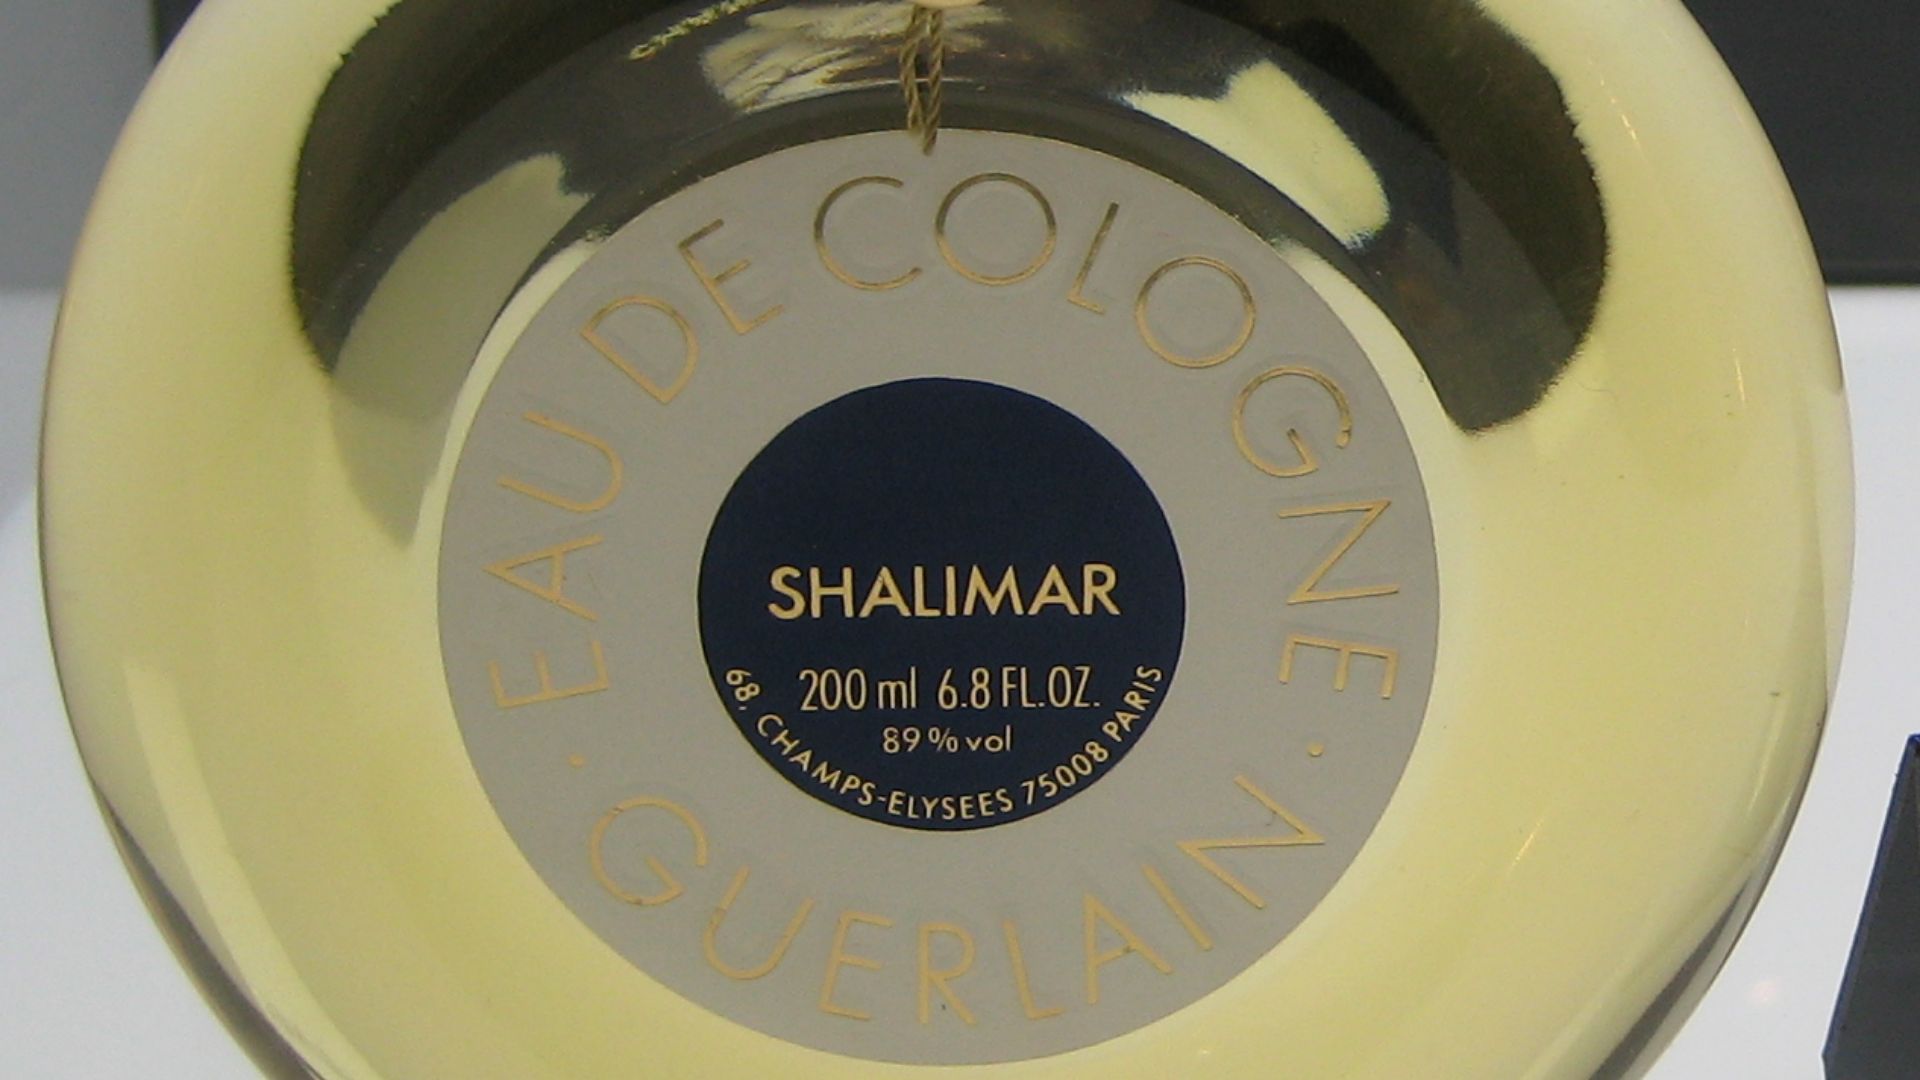 EAU DE COLOGNE
SHALIMAR
200 ml 6.8 FL.OZ.
89 % vol
68, CHAMPS-ELYSEES 75008 PARIS
· GUERLAIN ·